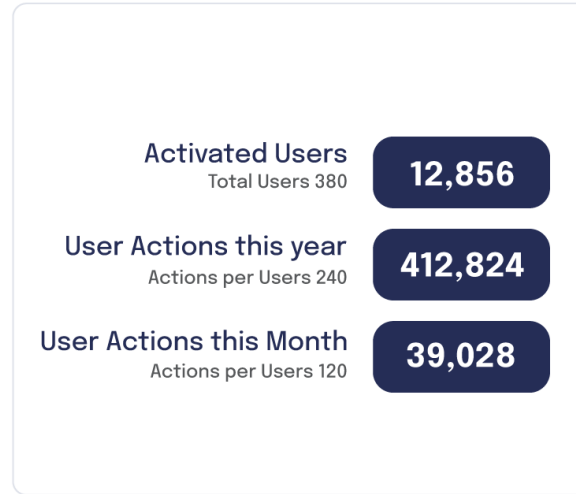 Activated Users
Total Users 380
12,856
User Actions this year
Actions per Users 240
412,824
User Actions this Month
Actions per Users 120
39,028